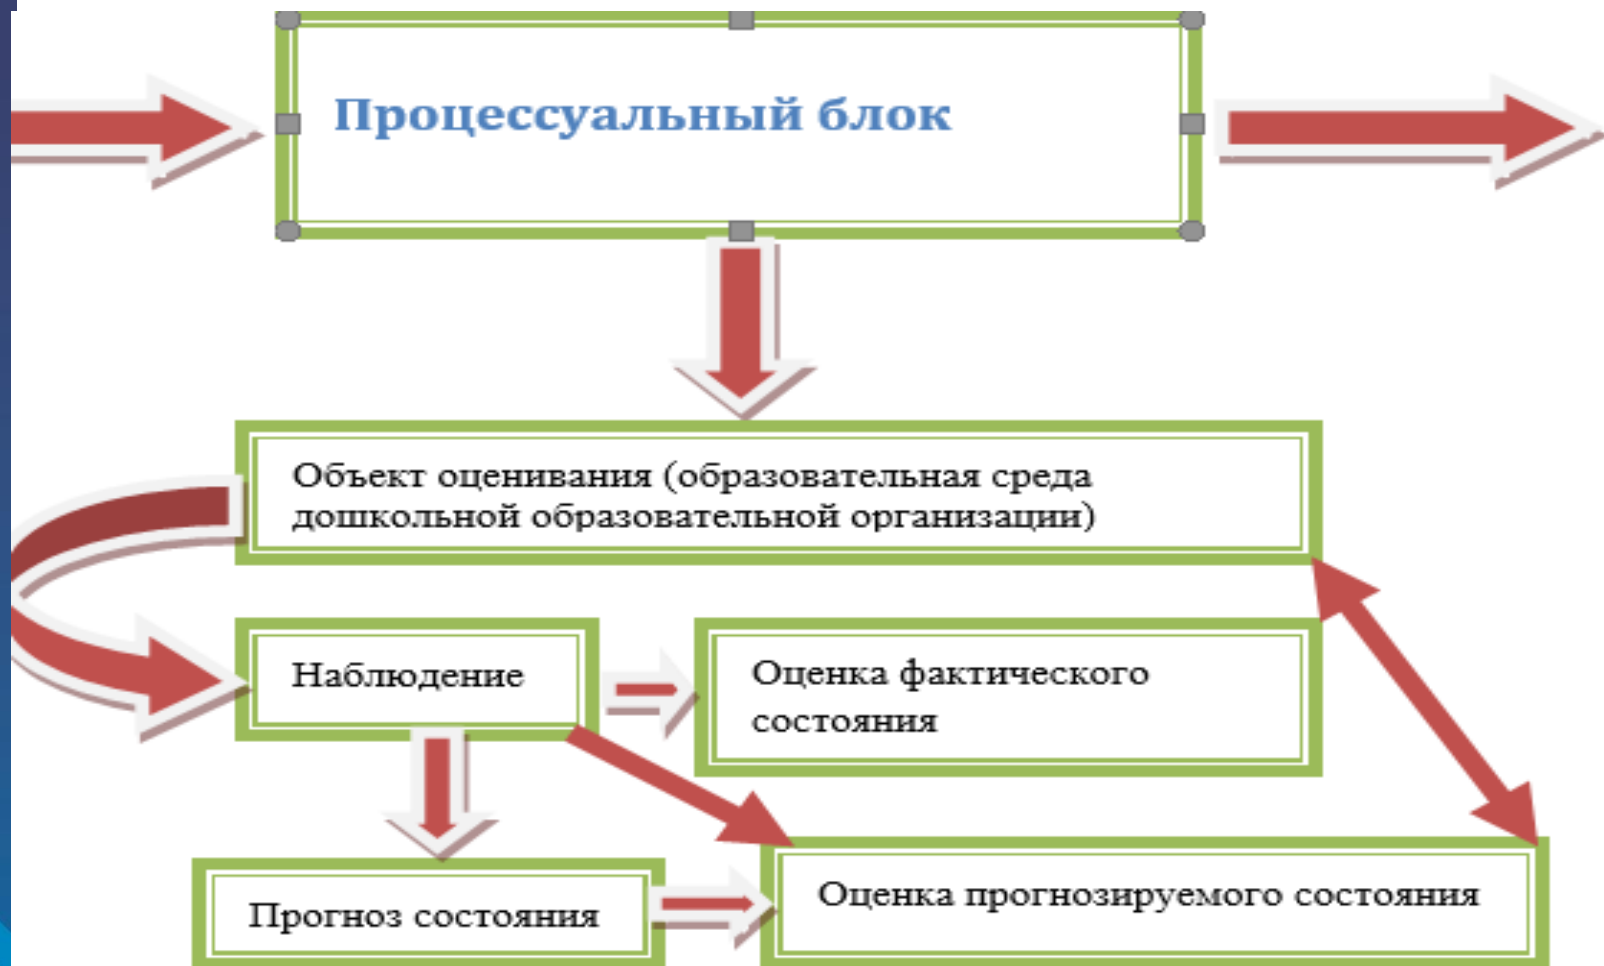 Процессуальный блок
Объект оценивания (образовательная среда
дошкольной образовательной организации)
Наблюдение
Оценка фактического
состояния
Прогноз состояния
Оценка прогнозируемого состояния